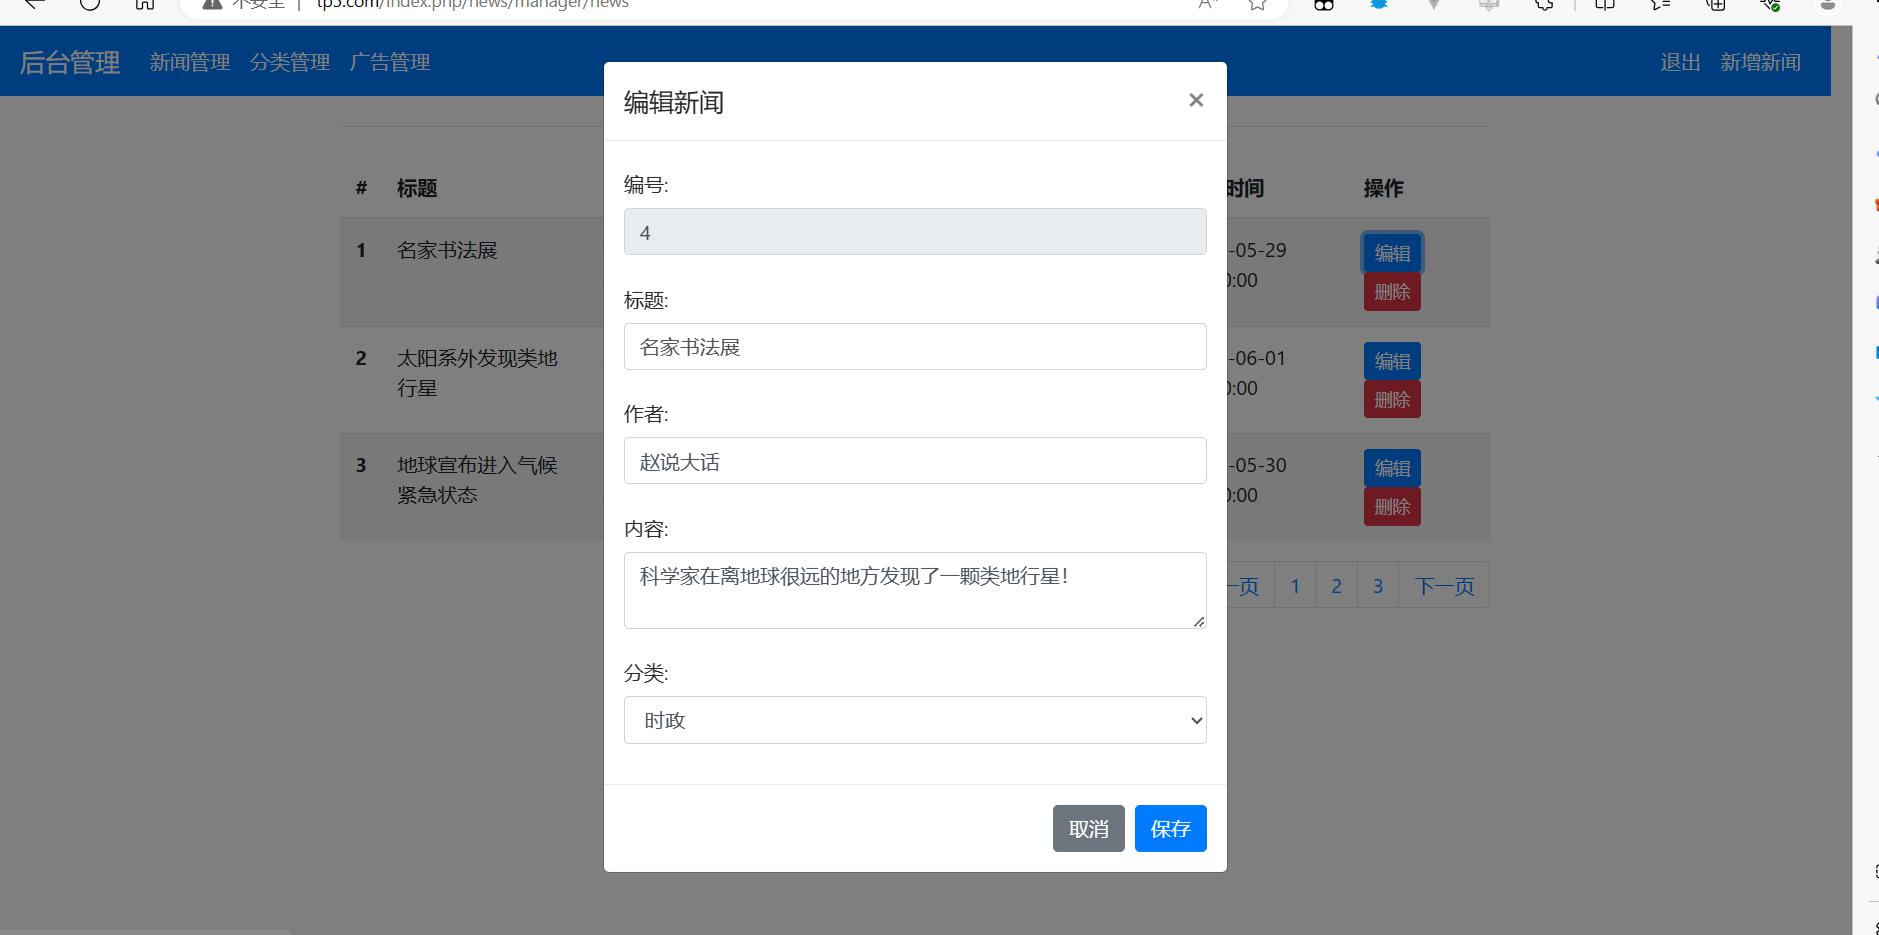 不安全 | tp5.com/index.php/news/manager/news
后台管理 新闻管理 分类管理 广告管理 退出 新增新闻
编辑新闻 ×
编号:
4
标题:
名家书法展
作者:
赵说大话
内容:
科学家在离地球很远的地方发现了一颗类地行星!
分类:
时政
取消 保存
# 标题 时间 操作
1 名家书法展 -05-29 编辑
:00 删除
2 太阳系外发现类地 -06-01 编辑
行星 :00 删除
3 地球宣布进入气候 -05-30 编辑
紧急状态 :00 删除
一页 1 2 3 下一页